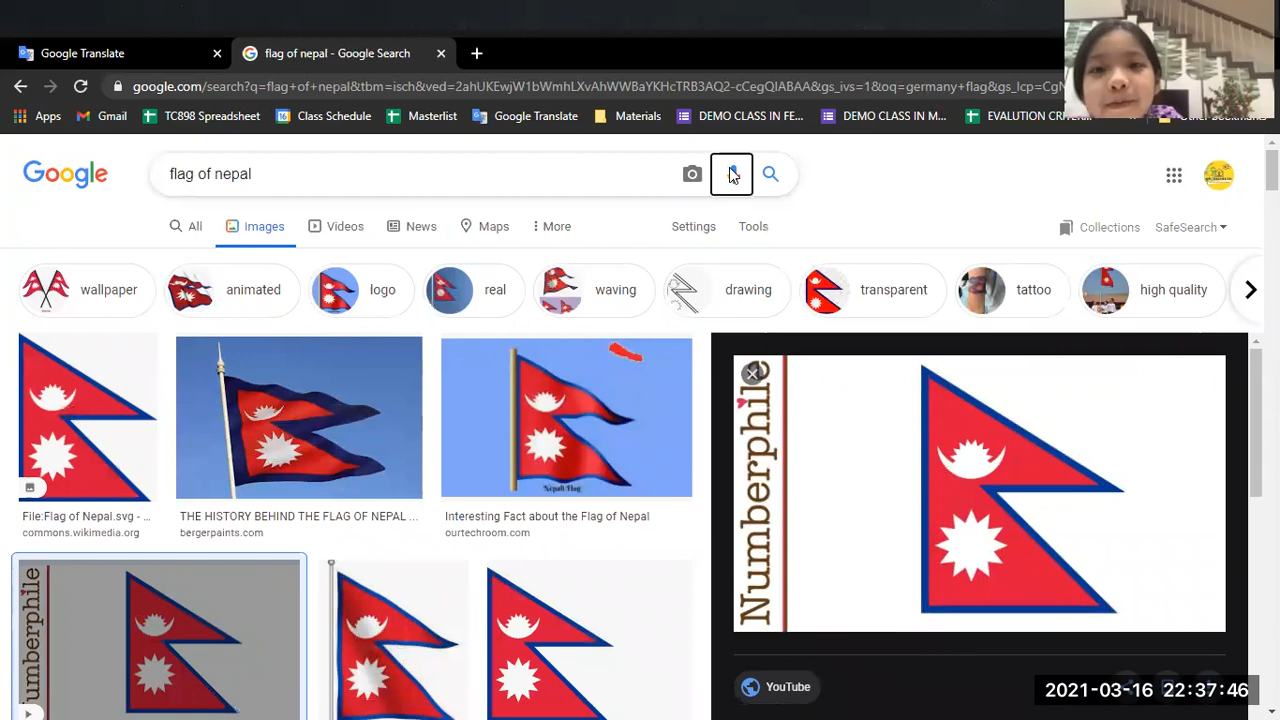 Google Translate
flag of nepal - Google Search
google.com/search?q=flag+of+nepal&tbm=isch&ved=2ahUKEwjW1bWmhLXvAhWWBaYKHcTRB3AQ2-cCegQIABAA&gs_ivs=1&oq=germany+flag&gs_lcp=CgN
Apps Gmail TC898 Spreadsheet Class Schedule Masterlist Google Translate Materials DEMO CLASS IN FE... DEMO CLASS IN M... EVALUTION CRITERI
Google
flag of nepal
All Images Videos News Maps More Settings Tools Collections SafeSearch
wallpaper animated logo real waving drawing transparent tattoo high quality
Numberphile
Nepali Flag
File:Flag of Nepal.svg - ...
commons.wikimedia.org
THE HISTORY BEHIND THE FLAG OF NEPAL ...
bergerpaints.com
Interesting Fact about the Flag of Nepal
ourtechroom.com
Numberphile
YouTube
2021-03-16 22:37:46